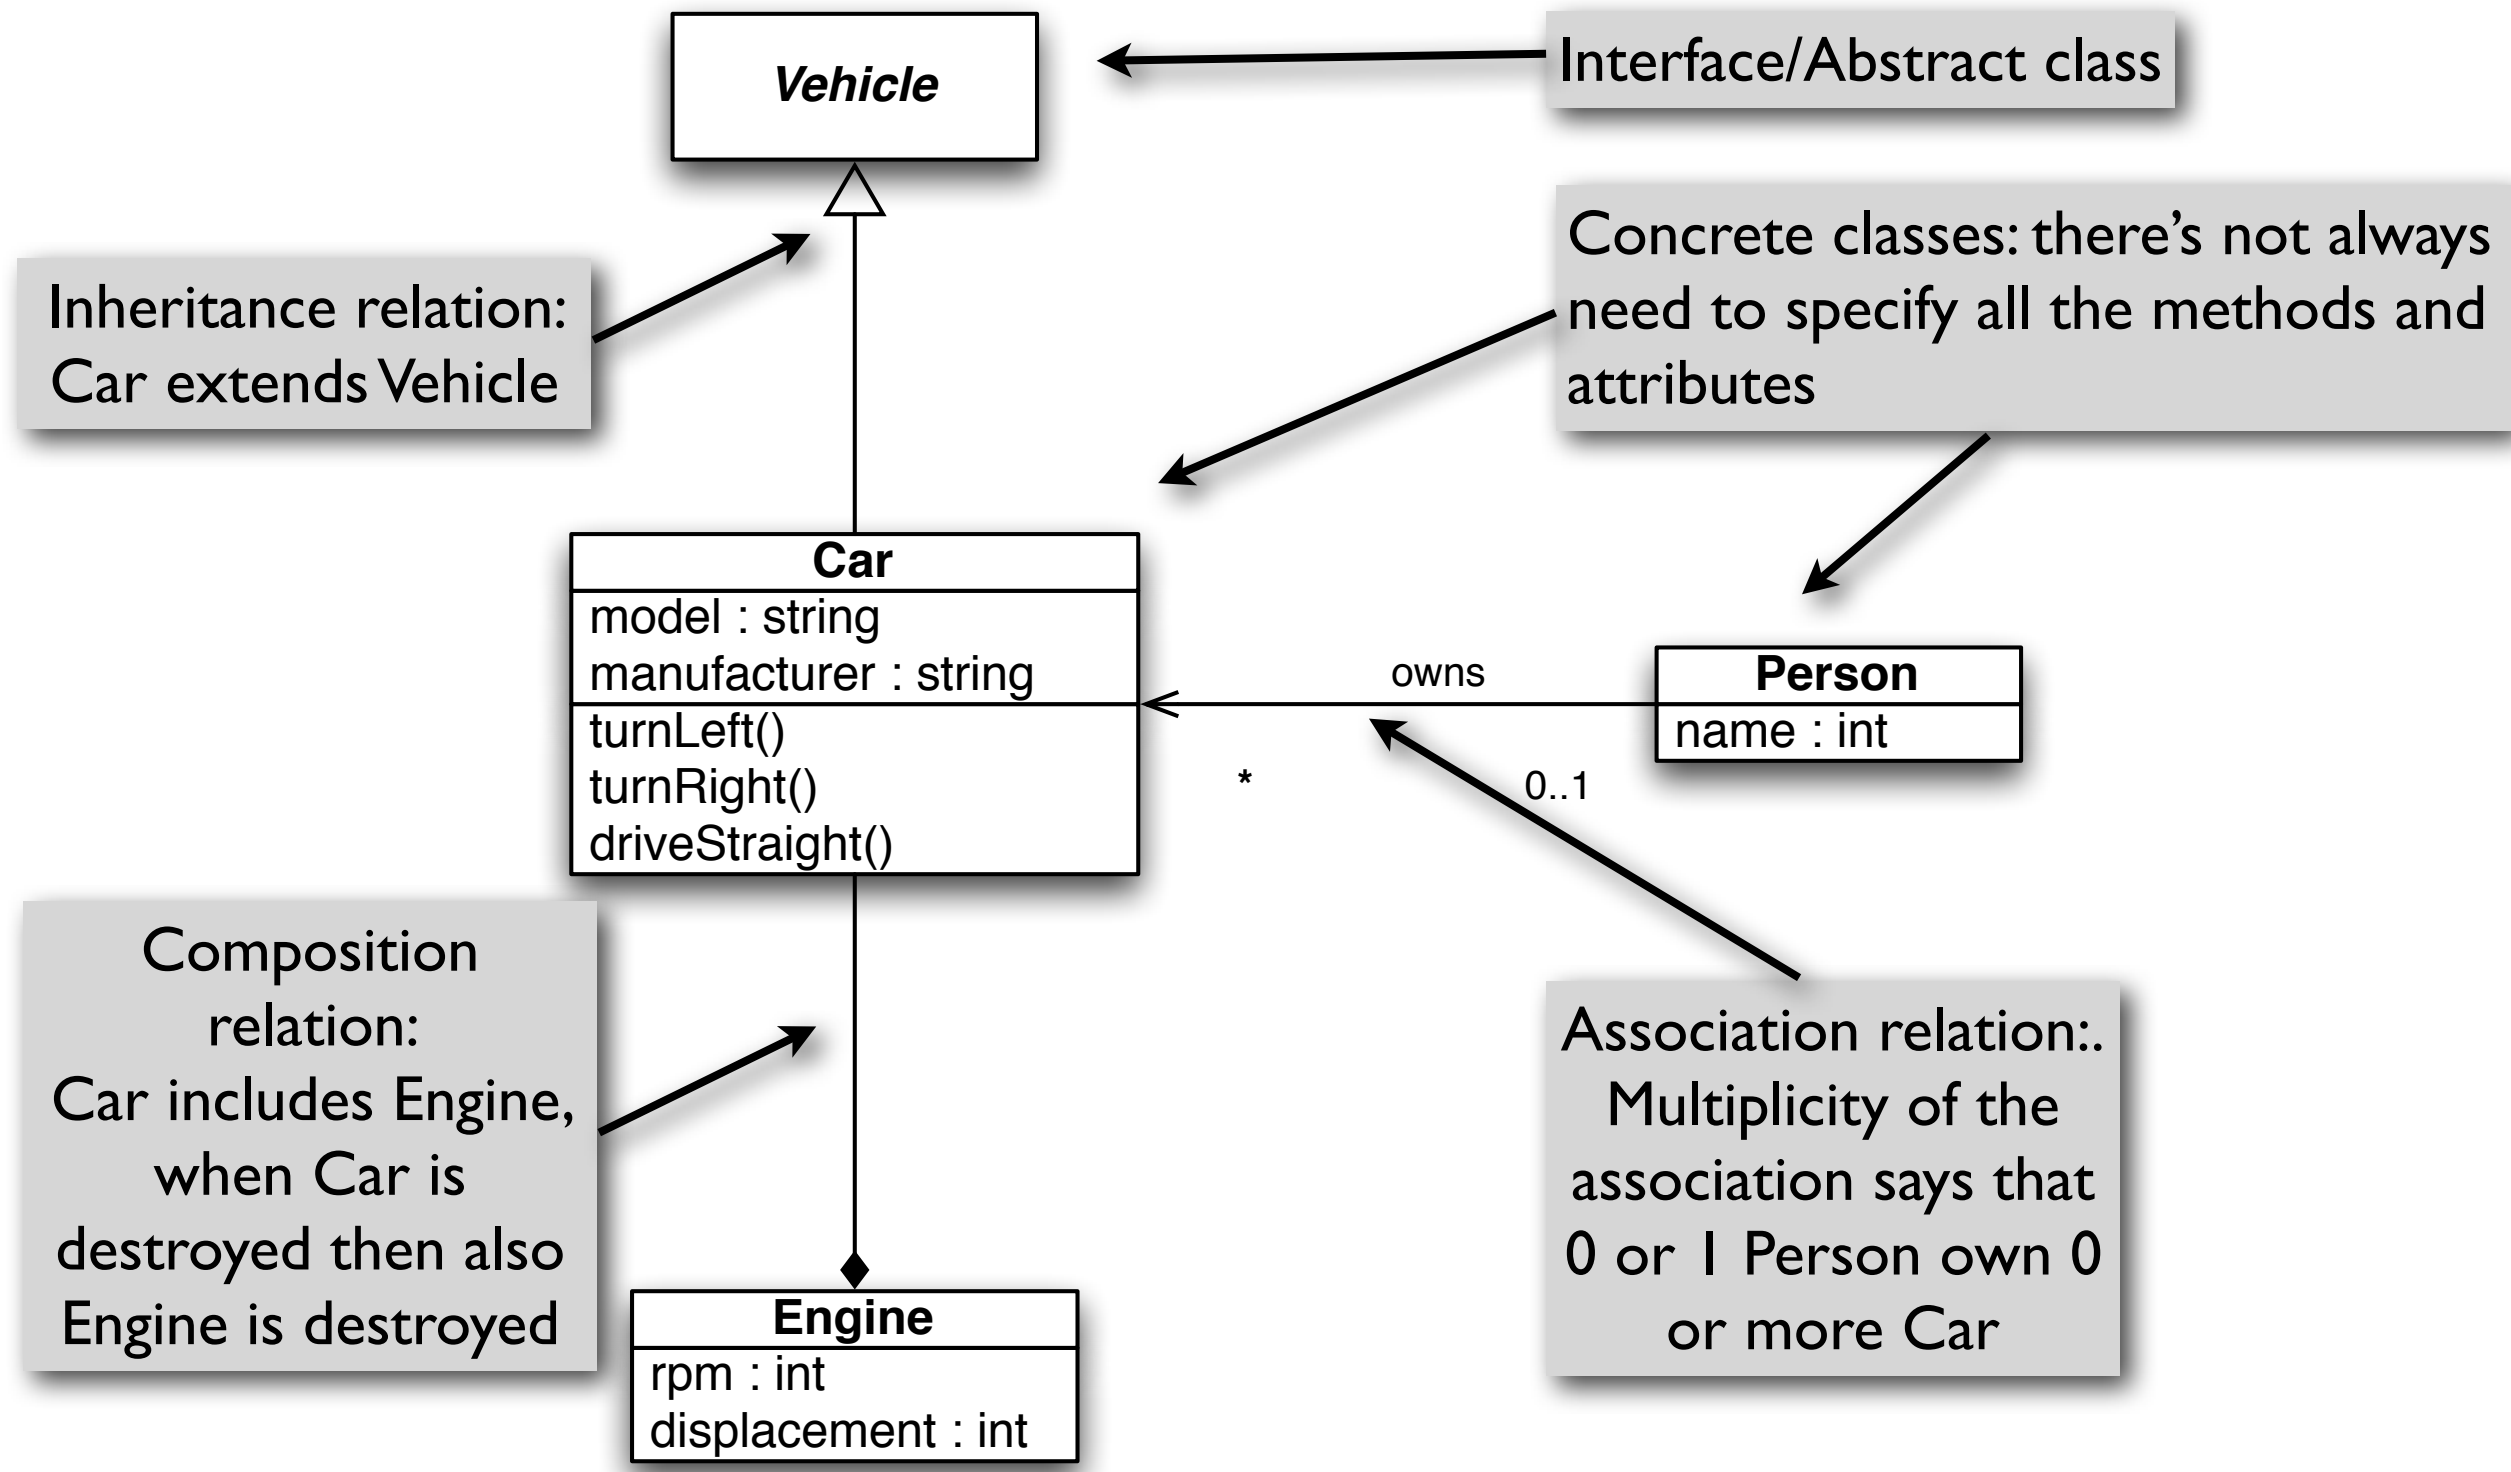 Vehicle
Interface/Abstract class
Concrete classes: there's not always
need to specify all the methods and
attributes
Inheritance relation:
Car extends Vehicle
Car
model : string
manufacturer : string
turnLeft()
turnRight()
driveStraight()
owns
*
0..1
Person
name : int
Composition
relation:
Car includes Engine,
when Car is
destroyed then also
Engine is destroyed
Association relation:.
Multiplicity of the
association says that
0 or 1 Person own 0
or more Car
Engine
rpm : int
displacement : int